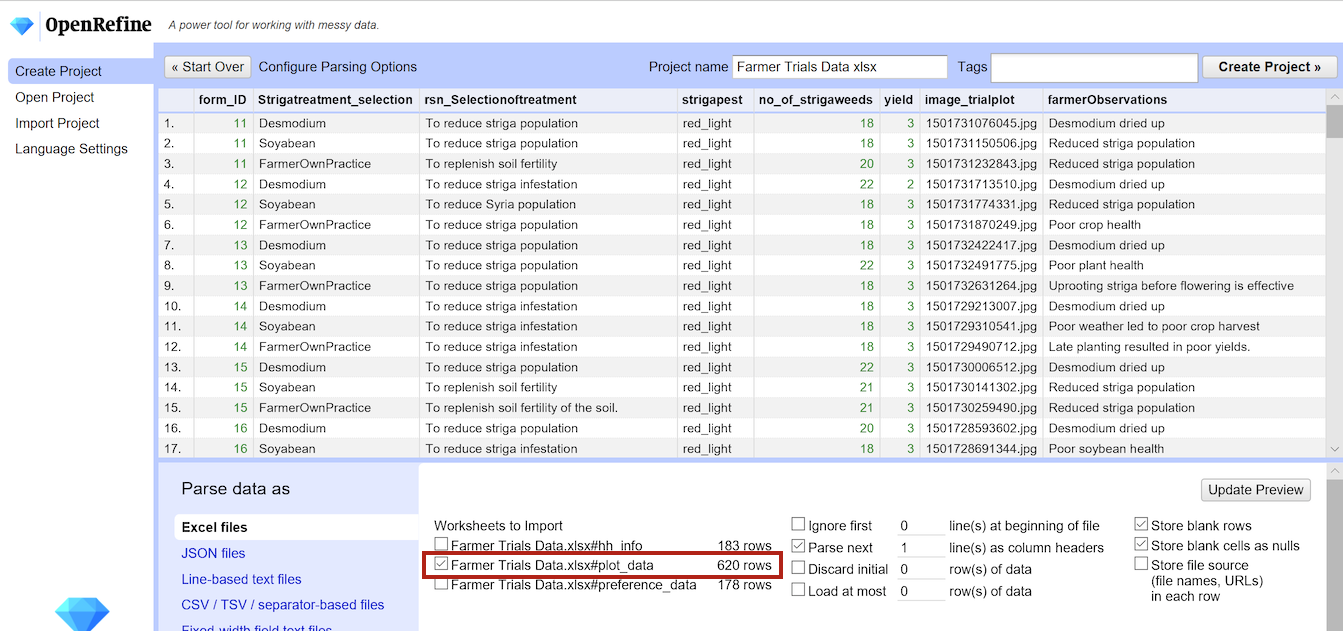 OpenRefine A power tool for working with messy data.
Create Project
Open Project
Import Project
Language Settings
« Start Over Configure Parsing Options Project name Farmer Trials Data xlsx Tags Create Project »
form_ID Strigatreatment_selection rsn_Selectionoftreatment strigapest no_of_strigaweeds yield image_trialplot farmerObservations
1. 11 Desmodium To reduce striga population red_light 18 3 1501731076045.jpg Desmodium dried up
2. 11 Soyabean To reduce striga population red_light 18 3 1501731150506.jpg Reduced striga population
3. 11 FarmerOwnPractice To replenish soil fertility red_light 20 3 1501731232843.jpg Reduced striga population
4. 12 Desmodium To reduce striga infestation red_light 22 2 1501731713510.jpg Desmodium dried up
5. 12 Soyabean To reduce Syria population red_light 18 3 1501731774331.jpg Reduced striga population
6. 12 FarmerOwnPractice To reduce striga population red_light 18 3 1501731870249.jpg Poor crop health
7. 13 Desmodium To reduce striga population red_light 18 3 1501732422417.jpg Desmodium dried up
8. 13 Soyabean To reduce striga population red_light 22 3 1501732491775.jpg Poor plant health
9. 13 FarmerOwnPractice To reduce striga population red_light 18 3 1501732631264.jpg Uprooting striga before flowering is effective
10. 14 Desmodium To reduce striga infestation red_light 18 3 1501729213007.jpg Desmodium dried up
11. 14 Soyabean To reduce striga infestation red_light 18 3 1501729310541.jpg Poor weather led to poor crop harvest
12. 14 FarmerOwnPractice To reduce striga infestation red_light 18 3 1501729490712.jpg Late planting resulted in poor yields.
13. 15 Desmodium To reduce striga infestation red_light 22 3 1501730006512.jpg Desmodium dried up
14. 15 Soyabean To replenish soil fertility red_light 21 3 1501730141302.jpg Reduced striga population
15. 15 FarmerOwnPractice To replenish soil fertility of the soil. red_light 21 3 1501730259490.jpg Reduced striga population
16. 16 Desmodium To reduce striga population red_light 20 3 1501728593602.jpg Desmodium dried up
17. 16 Soyabean To reduce striga infestation red_light 18 3 1501728691344.jpg Poor soybean health
Parse data as
Excel files
JSON files
Line-based text files
CSV / TSV / separator-based files
Fixed-width field text files
Update Preview
Worksheets to Import
Farmer Trials Data.xlsx#hh_info 183 rows
Farmer Trials Data.xlsx#plot_data 620 rows
Farmer Trials Data.xlsx#preference_data 178 rows
Ignore first 0 line(s) at beginning of file
Parse next 1 line(s) as column headers
Discard initial 0 row(s) of data
Load at most 0 row(s) of data
Store blank rows
Store blank cells as nulls
Store file source
(file names, URLs)
in each row